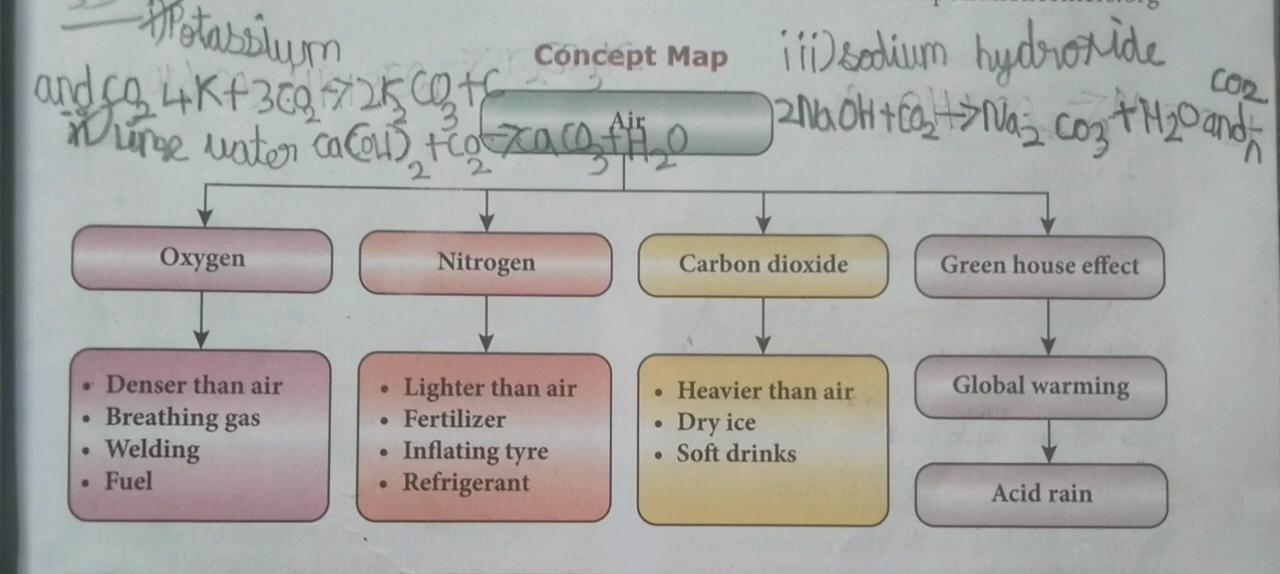 i)Potassium
Concept Map
iii)sodium hydroxide
and CO2 4K+3CO2→2K2CO3+C
CO2
Air
2NaOH+CO2→Na2CO3+H2O and
ii) lime water ca(OH)2+CO2→CaCO3+H2O
Oxygen
Nitrogen
Carbon dioxide
Green house effect
• Denser than air
• Breathing gas
• Welding
• Fuel
• Lighter than air
• Fertilizer
• Inflating tyre
• Refrigerant
• Heavier than air
• Dry ice
• Soft drinks
Global warming
Acid rain